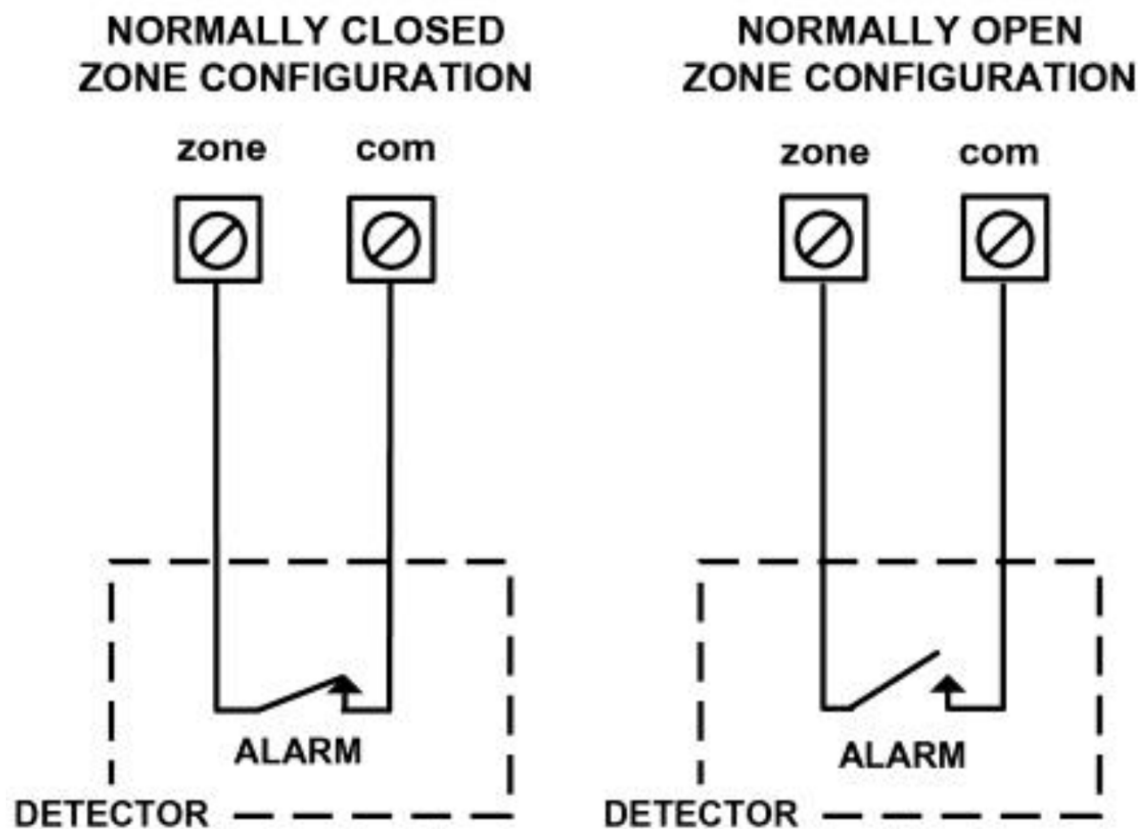 NORMALLY CLOSED
ZONE CONFIGURATION
zone com
ALARM
DETECTOR
NORMALLY OPEN
ZONE CONFIGURATION
zone com
ALARM
DETECTOR